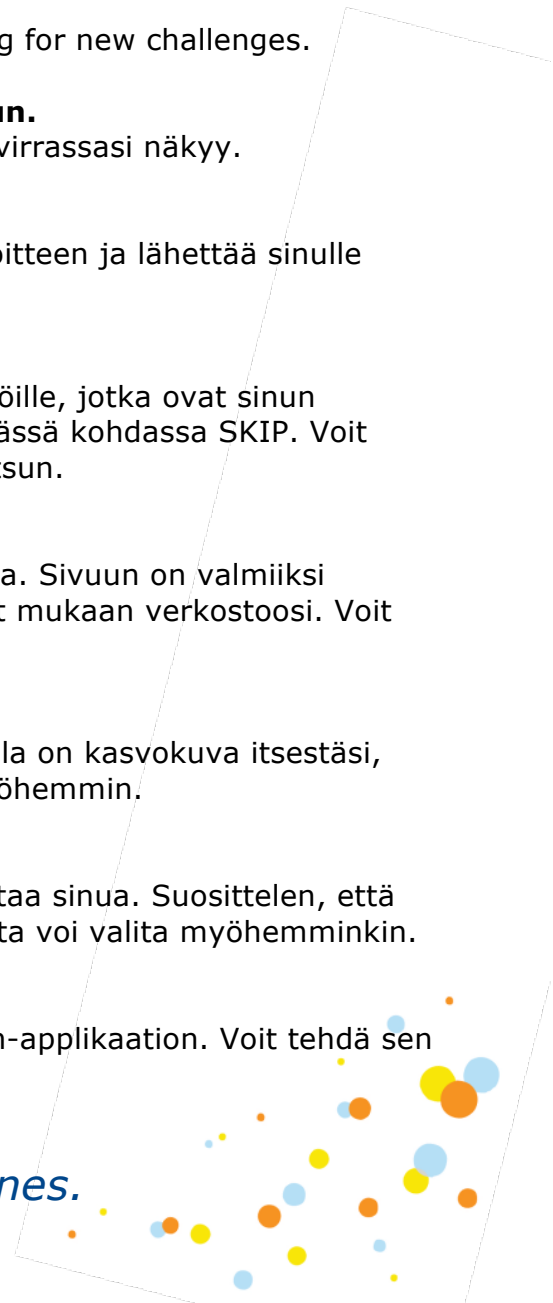 g for new challenges.
un.
virrassasi näkyy.
oitteen ja lähettää sinulle
öille, jotka ovat sinun
ässä kohdassa SKIP. Voit
tsun.
a. Sivuun on valmiiksi
t mukaan verkostoosi. Voit
la on kasvokuva itsestäsi,
öhemmin.
taa sinua. Suosittelen, että
ta voi valita myöhemminkin.
n-applikaation. Voit tehdä sen
nes.